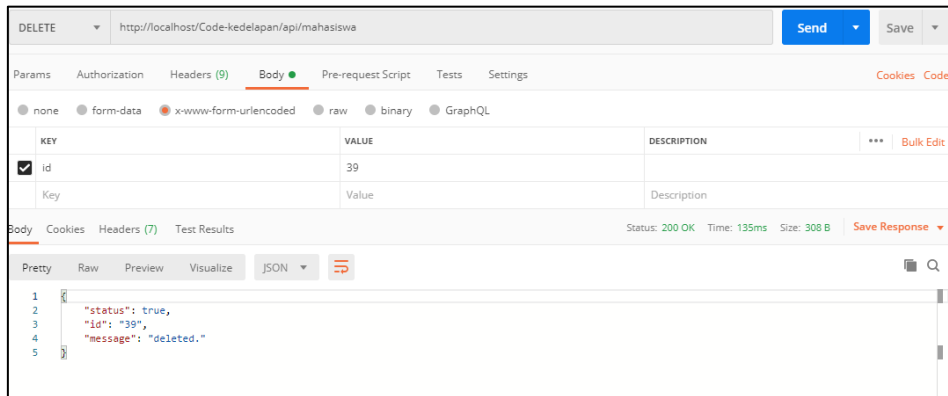 DELETE http://localhost/Code-kedelapan/api/mahasiswa Send Save
Params Authorization Headers (9) Body Pre-request Script Tests Settings Cookies Code
none form-data x-www-form-urlencoded raw binary GraphQL
KEY VALUE DESCRIPTION ••• Bulk Edit
id 39
Key Value Description
Body Cookies Headers (7) Test Results Status: 200 OK Time: 135ms Size: 308 B Save Response
Pretty Raw Preview Visualize JSON
1 {
2 "status": true,
3 "id": "39",
4 "message": "deleted."
5 }